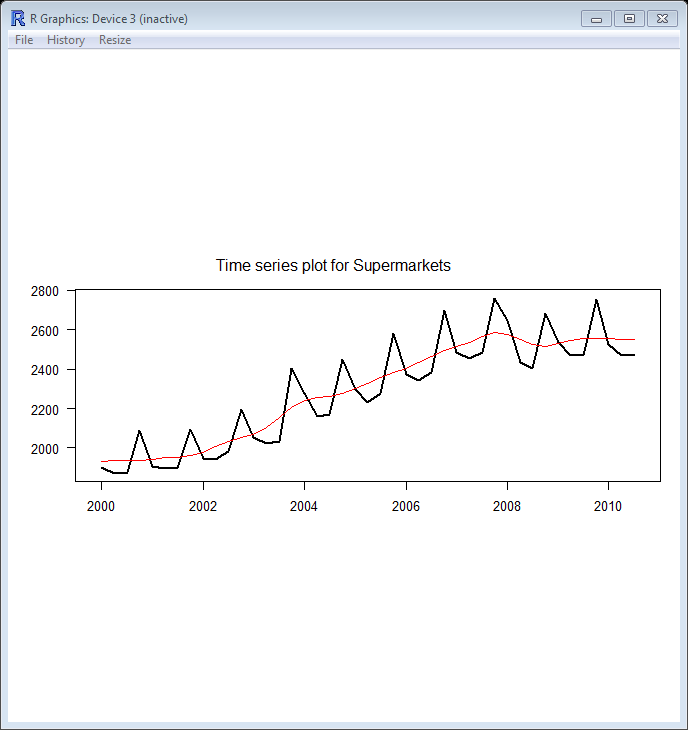 R Graphics: Device 3 (inactive)
File History Resize
Time series plot for Supermarkets
2800
2600
2400
2200
2000
2000 2002 2004 2006 2008 2010